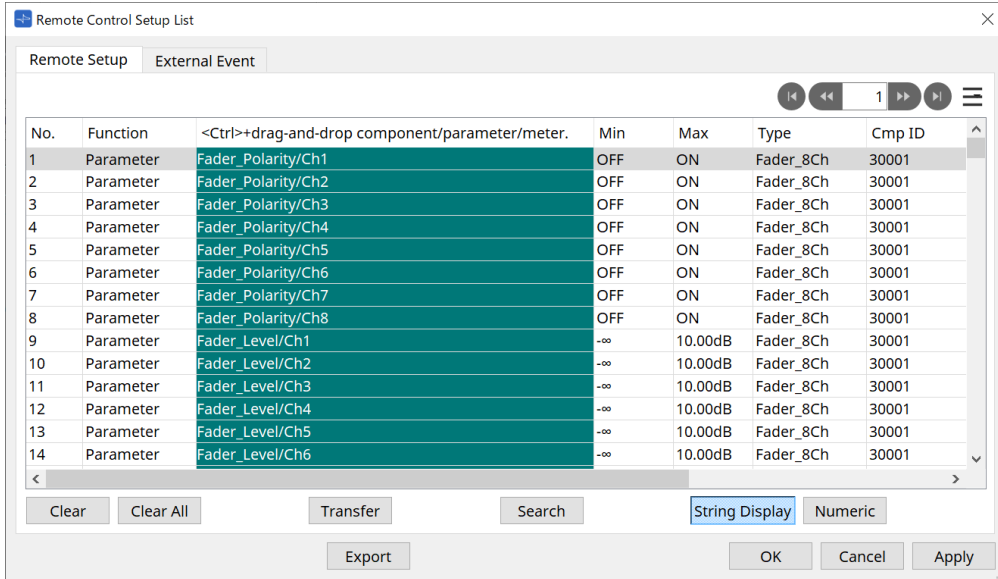 Remote Control Setup List
Remote Setup External Event
1
No. Function <Ctrl>+drag-and-drop component/parameter/meter. Min Max Type Cmp ID
1 Parameter Fader_Polarity/Ch1 OFF ON Fader_8Ch 30001
2 Parameter Fader_Polarity/Ch2 OFF ON Fader_8Ch 30001
3 Parameter Fader_Polarity/Ch3 OFF ON Fader_8Ch 30001
4 Parameter Fader_Polarity/Ch4 OFF ON Fader_8Ch 30001
5 Parameter Fader_Polarity/Ch5 OFF ON Fader_8Ch 30001
6 Parameter Fader_Polarity/Ch6 OFF ON Fader_8Ch 30001
7 Parameter Fader_Polarity/Ch7 OFF ON Fader_8Ch 30001
8 Parameter Fader_Polarity/Ch8 OFF ON Fader_8Ch 30001
9 Parameter Fader_Level/Ch1 -∞ 10.00dB Fader_8Ch 30001
10 Parameter Fader_Level/Ch2 -∞ 10.00dB Fader_8Ch 30001
11 Parameter Fader_Level/Ch3 -∞ 10.00dB Fader_8Ch 30001
12 Parameter Fader_Level/Ch4 -∞ 10.00dB Fader_8Ch 30001
13 Parameter Fader_Level/Ch5 -∞ 10.00dB Fader_8Ch 30001
14 Parameter Fader_Level/Ch6 -∞ 10.00dB Fader_8Ch 30001
Clear Clear All Transfer Search String Display Numeric
Export OK Cancel Apply